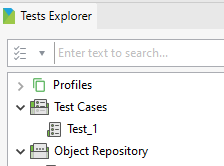 Tests Explorer
Enter text to search...
Profiles
Test Cases
Test_1
Object Repository